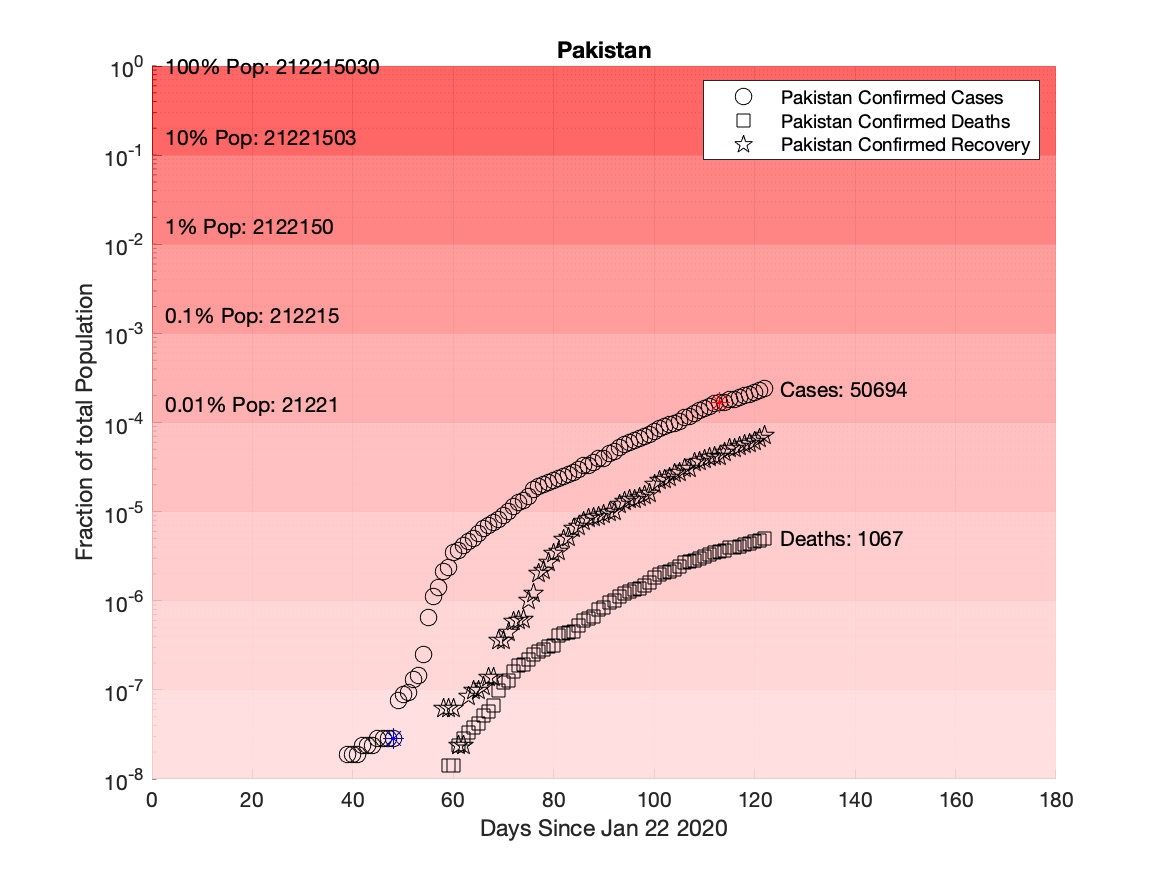 Pakistan
10^0
100% Pop: 212215030
Pakistan Confirmed Cases
Pakistan Confirmed Deaths
Pakistan Confirmed Recovery
10% Pop: 21221503
10^-1
1% Pop: 2122150
10^-2
0.1% Pop: 212215
10^-3
Cases: 50694
0.01% Pop: 21221
10^-4
10^-5
Deaths: 1067
10^-6
10^-7
10^-8
Fraction of total Population
0 20 40 60 80 100 120 140 160 180
Days Since Jan 22 2020